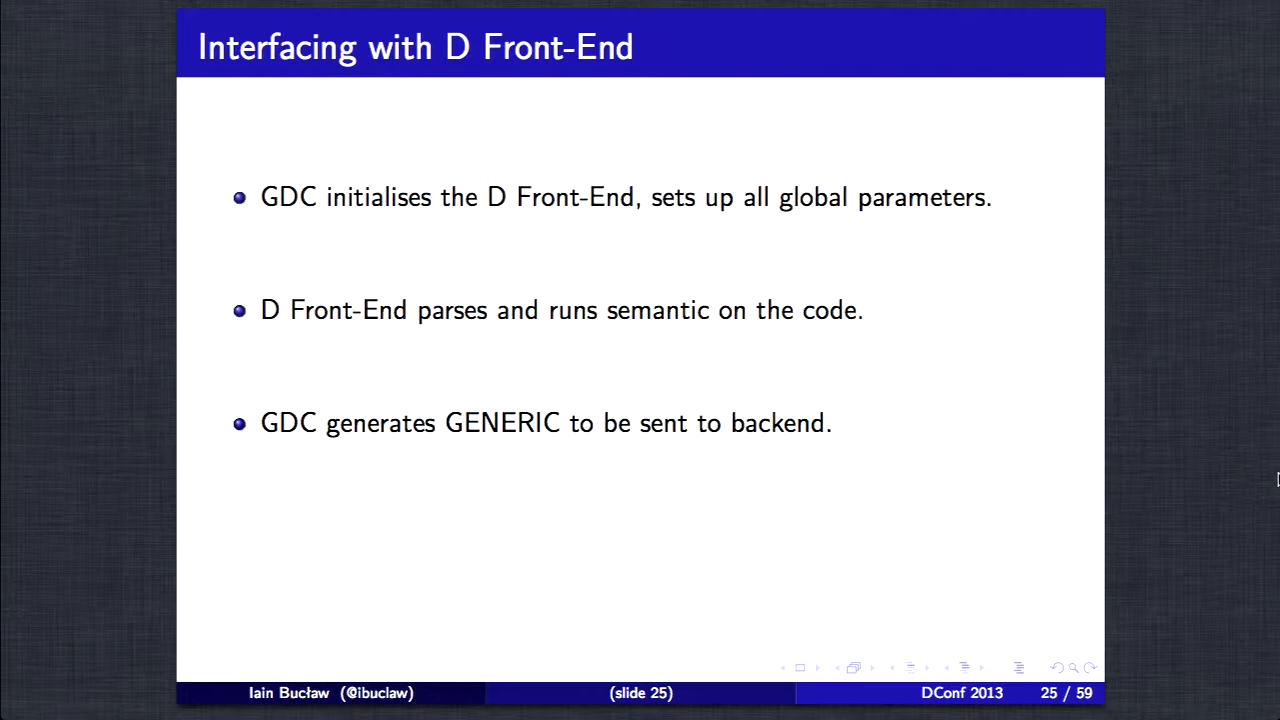 Interfacing with D Front-End
GDC initialises the D Front-End, sets up all global parameters.
D Front-End parses and runs semantic on the code.
GDC generates GENERIC to be sent to backend.
Iain Bucław (@ibuclaw) (slide 25) DConf 2013 25 / 59